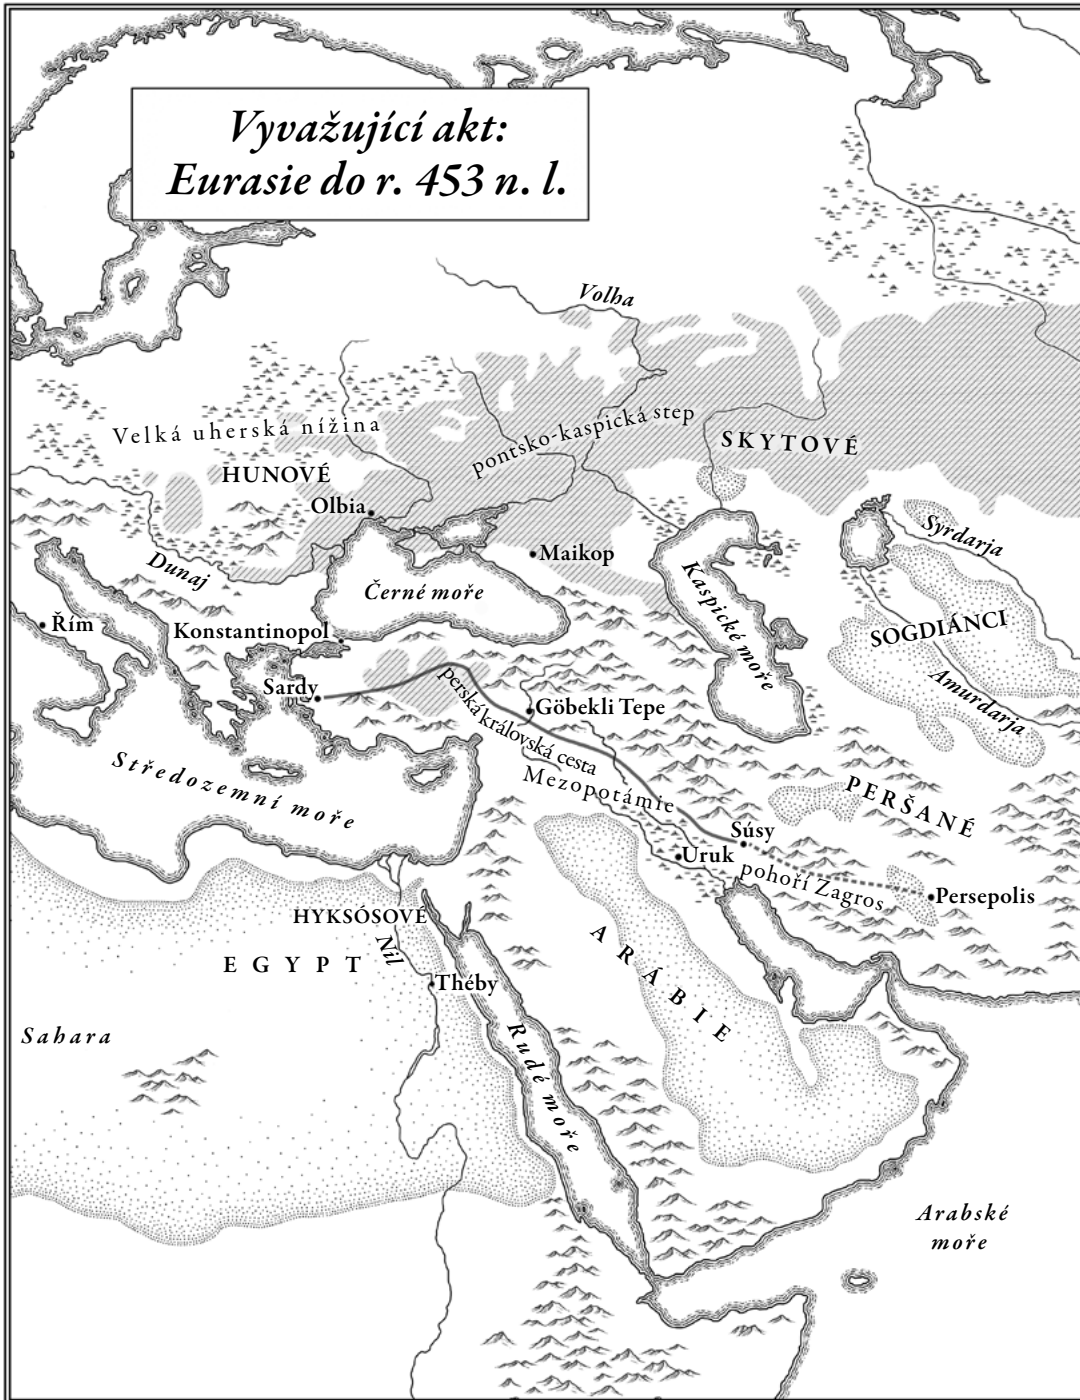 Vyvažující akt:
Eurasie do r. 453 n. l.
Volha
Velká uherská nížina
pontsko-kaspická step
SKYTOVÉ
HUNOVÉ
Olbia
Syrdarja
Maikop
Dunaj
Černé moře
Kaspické moře
Řím
Konstantinopol
SOGDIÁNCI
Sardy
perská královská cesta
Göbekli Tepe
Amurdarja
Středozemní moře
Mezopotámie
PERŠANÉ
Súsy
Uruk
pohoří Zagros
Persepolis
HYKSÓSOVÉ
Nil
EGYPT
ARÁBIE
Théby
Sahara
Rudé moře
Arabské
moře